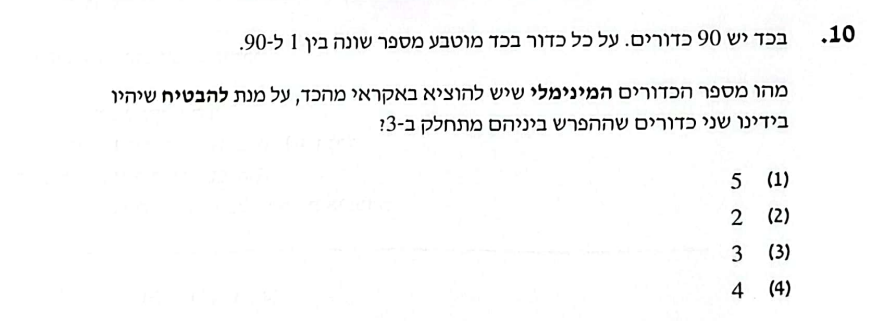 10. בכד יש 90 כדורים. על כל כדור בכד מוטבע מספר שונה בין 1 ל-90.
מהו מספר הכדורים המינימלי שיש להוציא באקראי מהכד, על מנת להבטיח שיהיו
בידינו שני כדורים שההפרש ביניהם מתחלק ב-3?
(1) 5
(2) 2
(3) 3
(4) 4